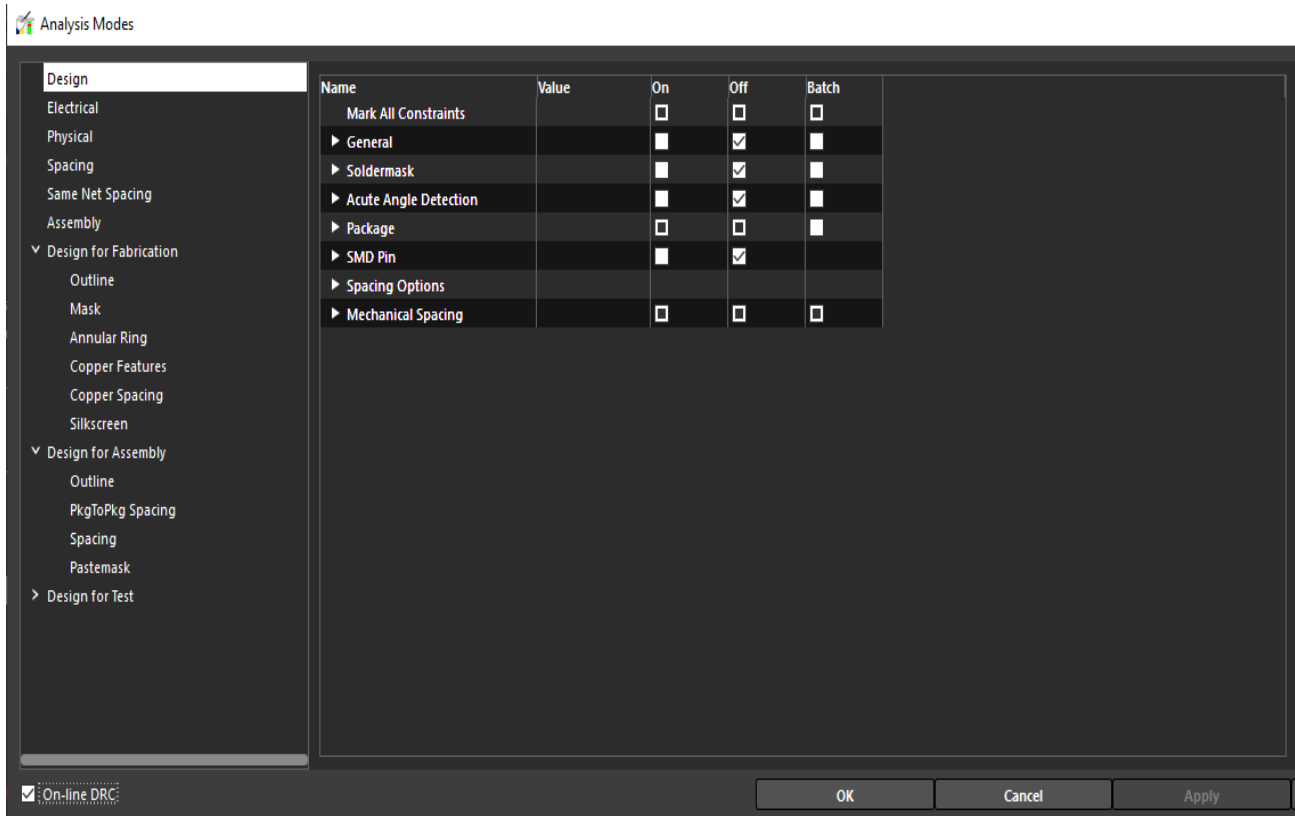 Analysis Modes
Design
Electrical
Physical
Spacing
Same Net Spacing
Assembly
Design for Fabrication
Outline
Mask
Annular Ring
Copper Features
Copper Spacing
Silkscreen
Design for Assembly
Outline
PkgToPkg Spacing
Spacing
Pastemask
Design for Test
Name Value On Off Batch
Mark All Constraints
General
Soldermask
Acute Angle Detection
Package
SMD Pin
Spacing Options
Mechanical Spacing
On-line DRC
OK Cancel Apply